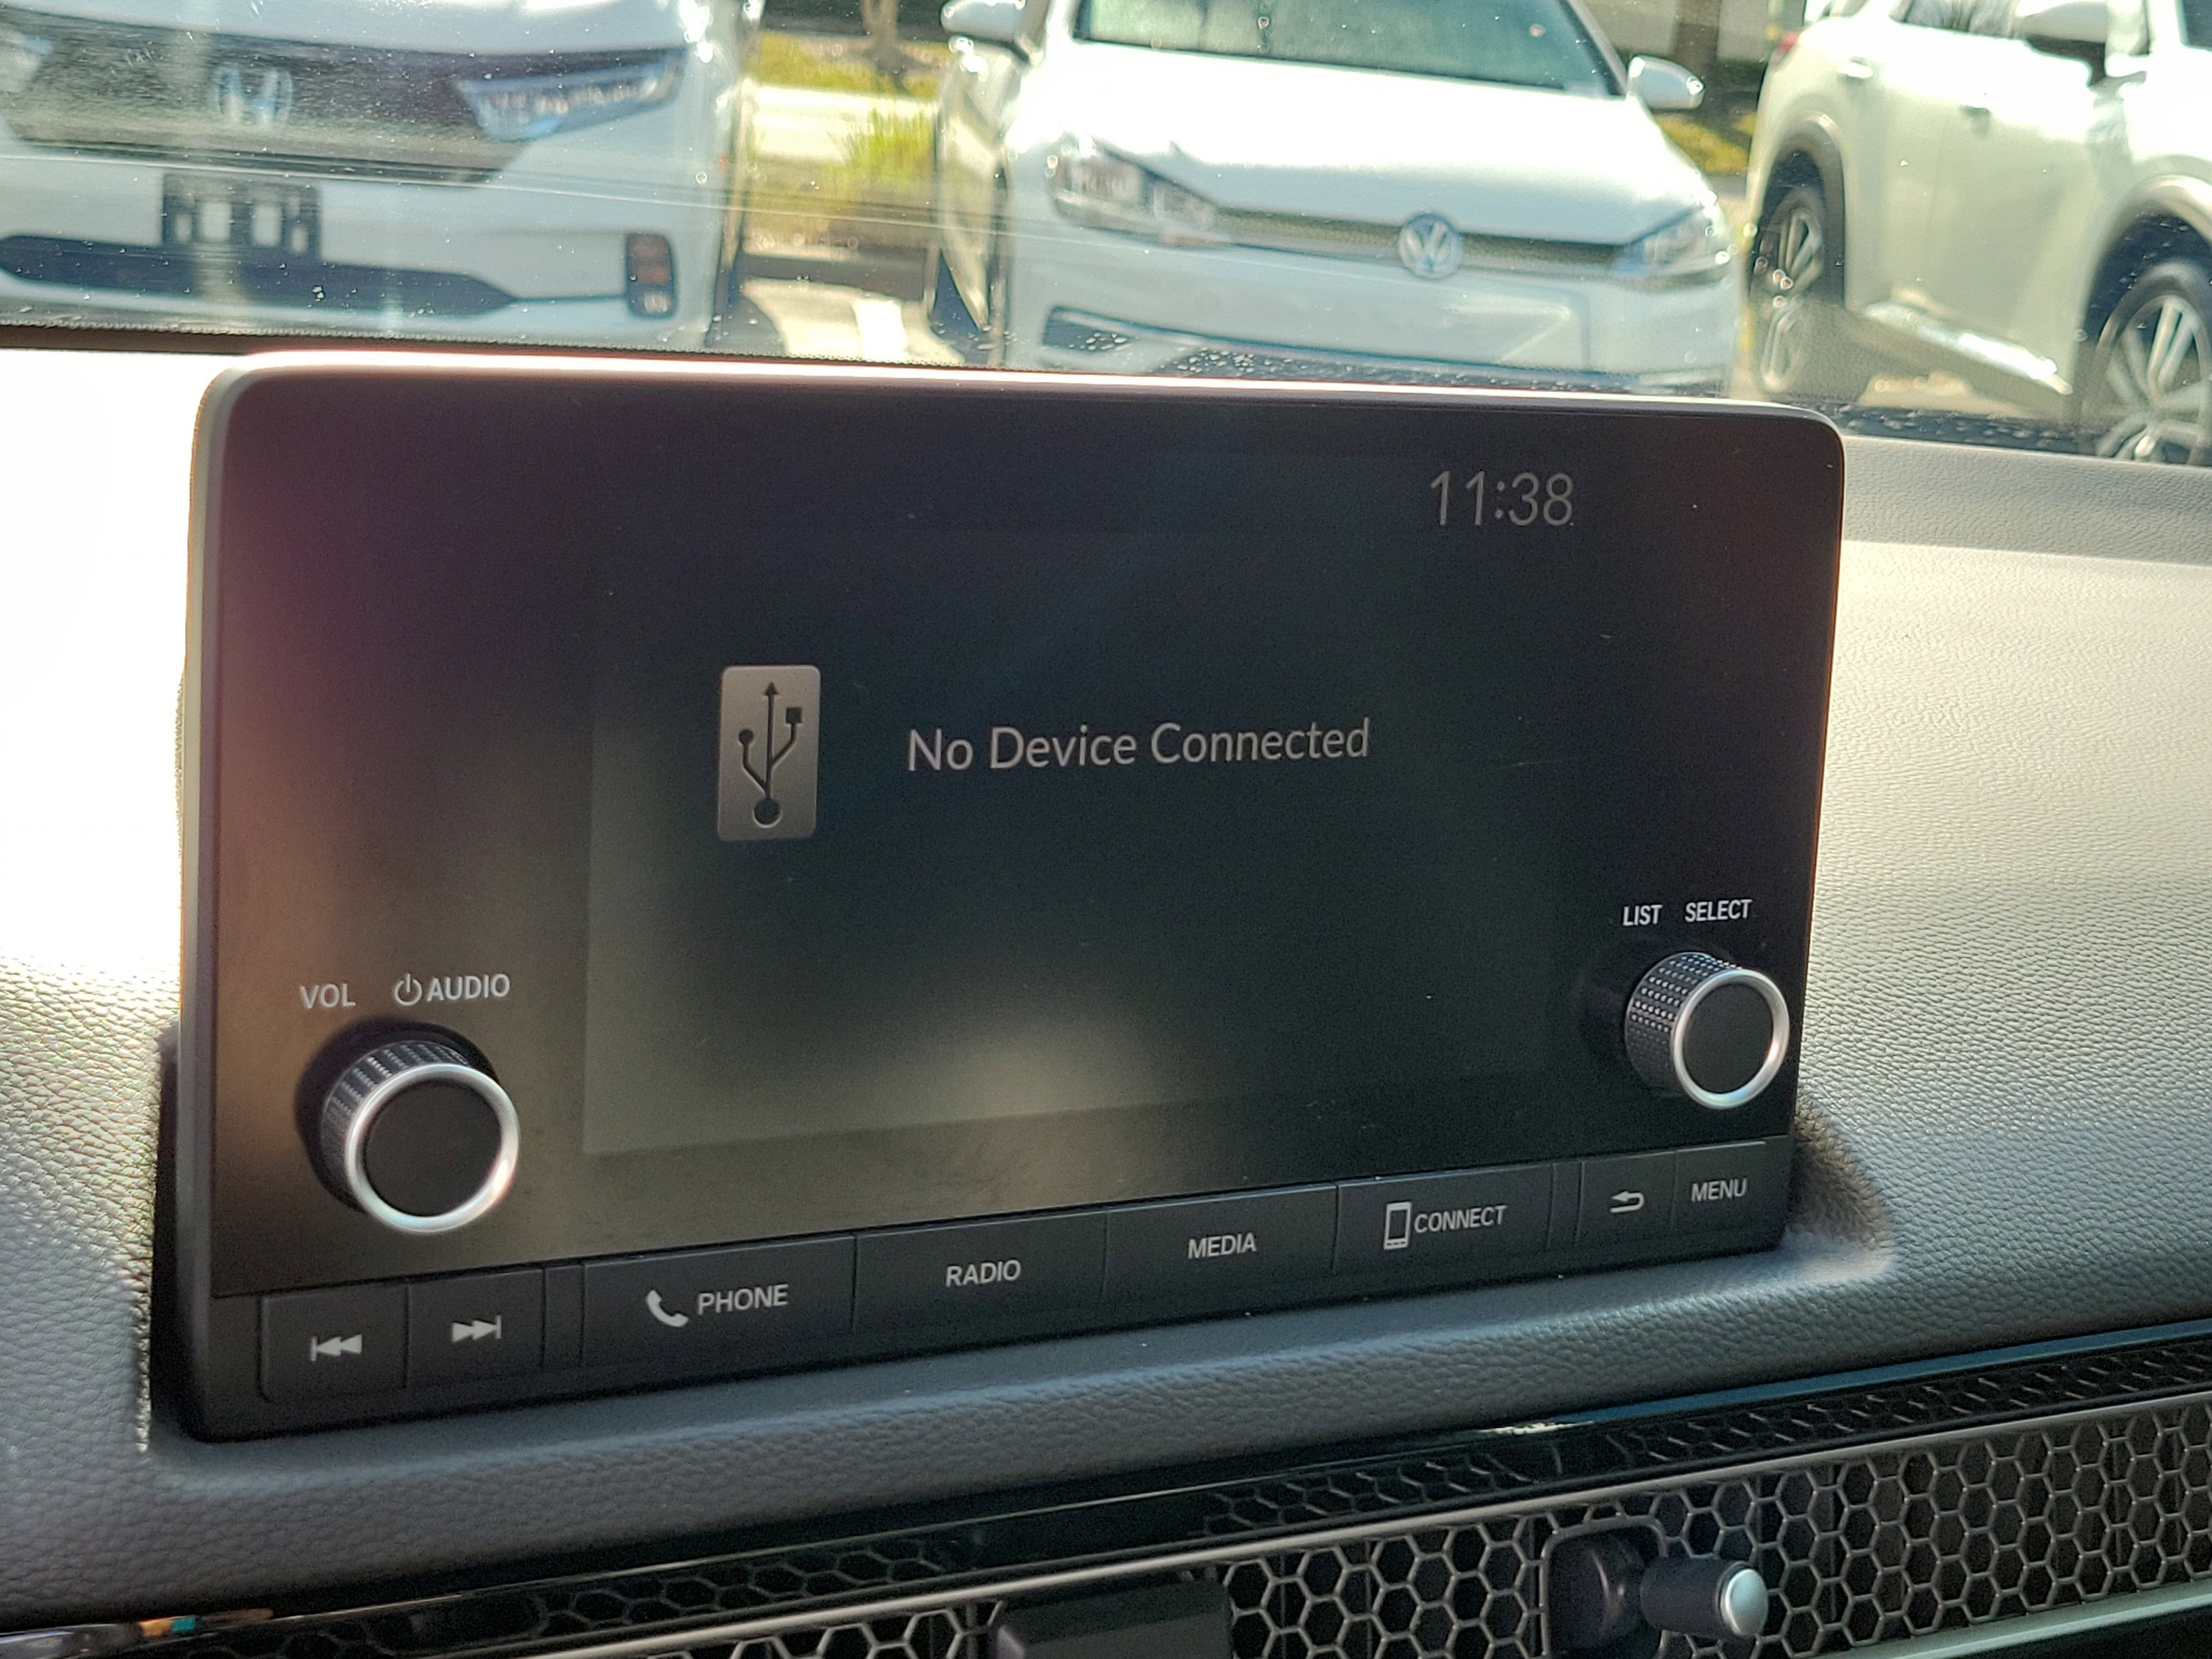 11:38
No Device Connected
LIST SELECT
VOL AUDIO
PHONE
RADIO
MEDIA
CONNECT
MENU